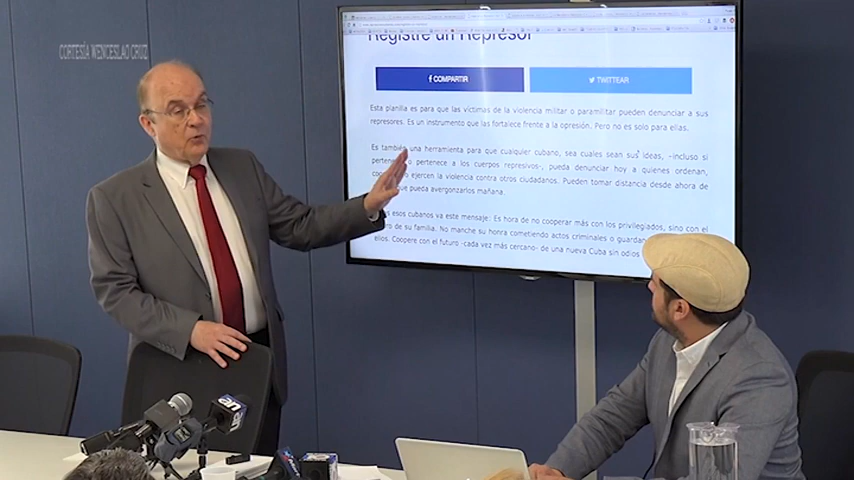 CORTESÍA WENCESLAO CRUZ
Registre un Represor
f COMPARTIR
TWITTEAR
Esta planilla es para que las víctimas de la violencia militar o paramilitar pueden denunciar a sus
represores. Es un instrumento que las fortalece frente a la opresión. Pero no es solo para ellas.
Es también una herramienta para que cualquier cubano, sea cuales sean sus ideas, -incluso si
o pertenece a los cuerpos represivos-, pueda denunciar hoy a quienes ordenan,
o ejercen la violencia contra otros ciudadanos. Pueden tomar distancia desde ahora de
que pueda avergonzarlos mañana.
esos cubanos va este mensaje: Es hora de no cooperar más con los privilegiados, sino con el
de su familia. No manche su honra cometiendo actos criminales o
ellos. Coopere con el futuro -cada vez más cercano- de una nueva Cuba sin odios
an